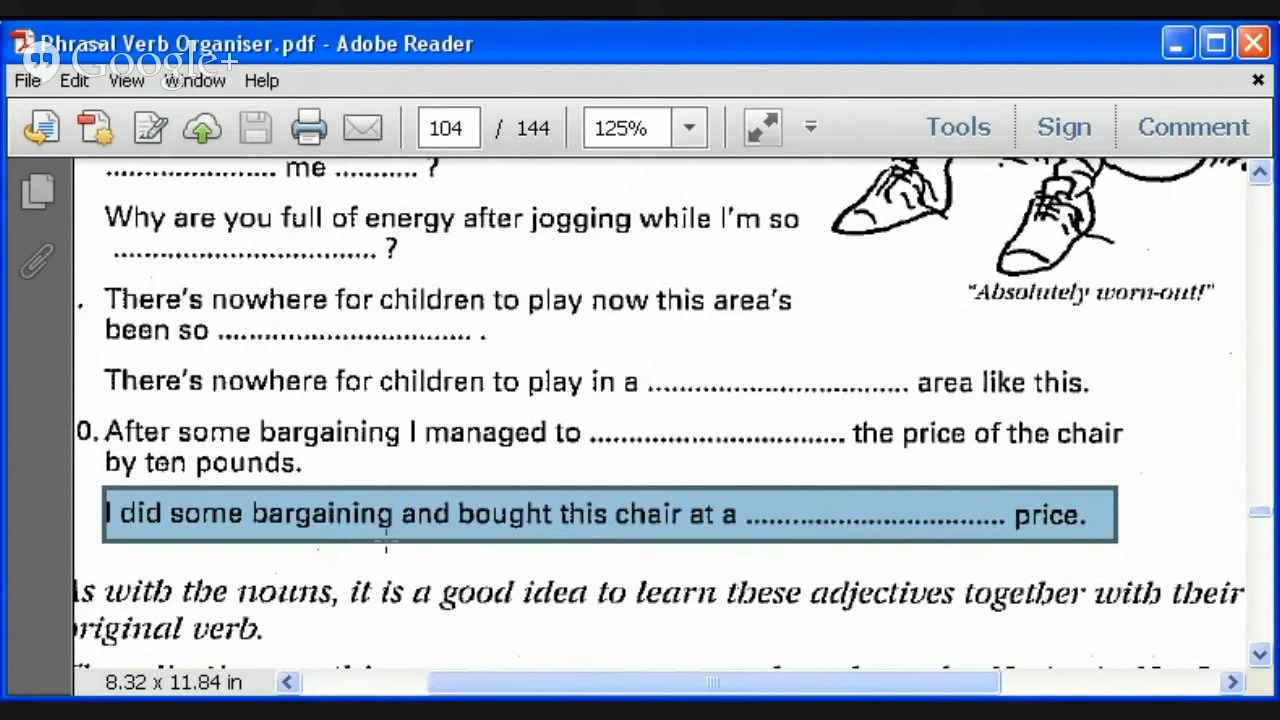 Phrasal Verb Organiser.pdf - Adobe Reader
Google+
File Edit View Window Help
104 / 144 125% Tools Sign Comment
..................... me .......... ?
Why are you full of energy after jogging while I'm so
................................. ?
"Absolutely worn-out!"
. There's nowhere for children to play now this area's
been so ................................ .
There's nowhere for children to play in a ................................. area like this.
0. After some bargaining I managed to ................................ the price of the chair
by ten pounds.
I did some bargaining and bought this chair at a ................................. price.
As with the nouns, it is a good idea to learn these adjectives together with their
original verb.
8.32 x 11.84 in